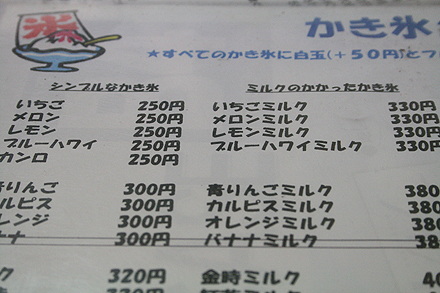 氷
かき氷
★すべてのかき氷に白玉(+50円)とフ
シンプルなかき氷
いちご 250円
メロン 250円
レモン 250円
ブルーハワイ 250円
カンロ 250円
青りんご 300円
ルピス 300円
レンジ 300円
ナナ 300円
ク 320円
ミルクのかかったかき氷
いちごミルク 330円
メロンミルク 330円
レモンミルク 330円
ブルーハワイミルク 330円
青りんごミルク 380
カルピスミルク 380
オレンジミルク 380
バナナミルク 38
金時ミルク 40